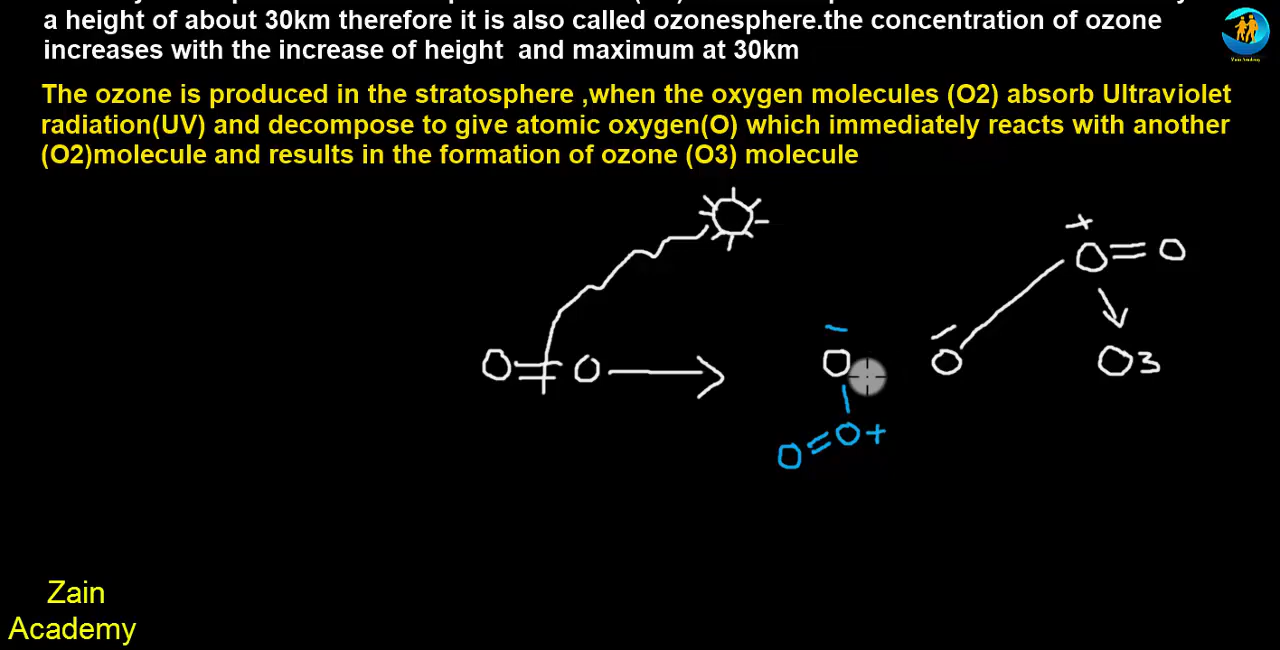 a height of about 30km therefore it is also called ozonesphere.the concentration of ozone
increases with the increase of height and maximum at 30km
The ozone is produced in the stratosphere ,when the oxygen molecules (O2) absorb Ultraviolet
radiation(UV) and decompose to give atomic oxygen(O) which immediately reacts with another
(O2)molecule and results in the formation of ozone (O3) molecule
+
O=O
O=O → 
-
O
-
O
O3
O=O+
Zain
Academy